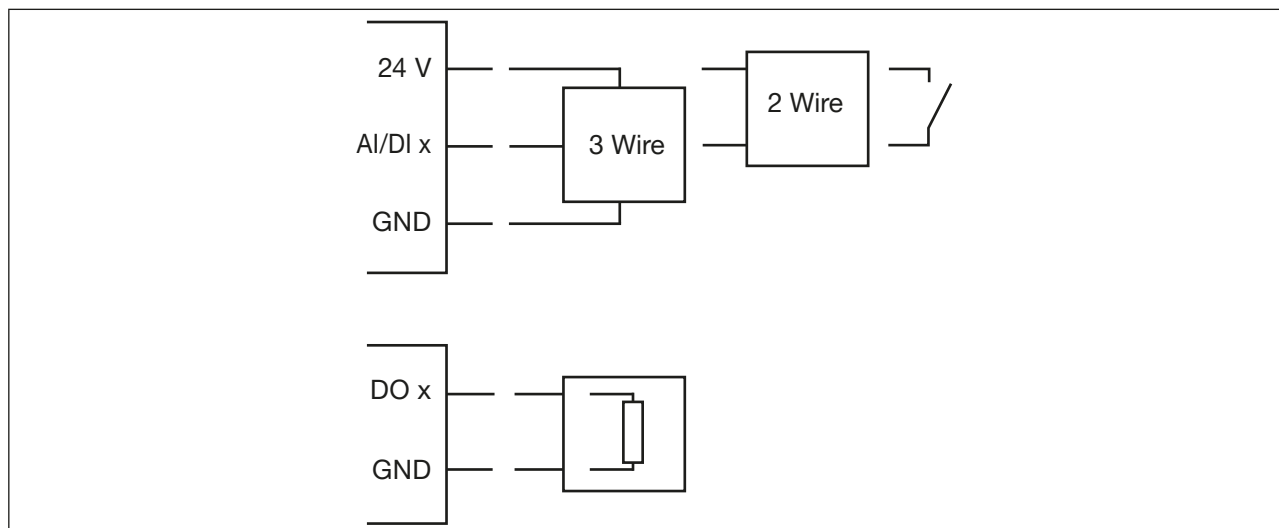 24 V
2 Wire
AI/DI x
3 Wire
GND
DO x
GND